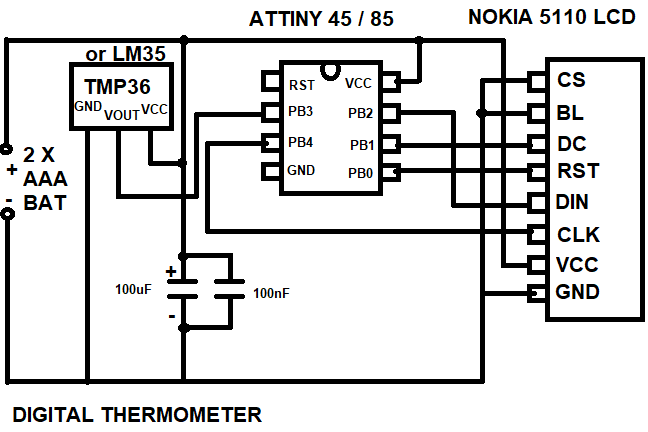 ATTINY 45 / 85
NOKIA 5110 LCD
or LM35
TMP36
GND
VOUT
VCC
2 X
+ AAA
- BAT
RST
VCC
PB3
PB2
PB4
PB1
GND
PB0
CS
BL
DC
RST
DIN
CLK
VCC
GND
+
100uF
100nF
-
DIGITAL THERMOMETER